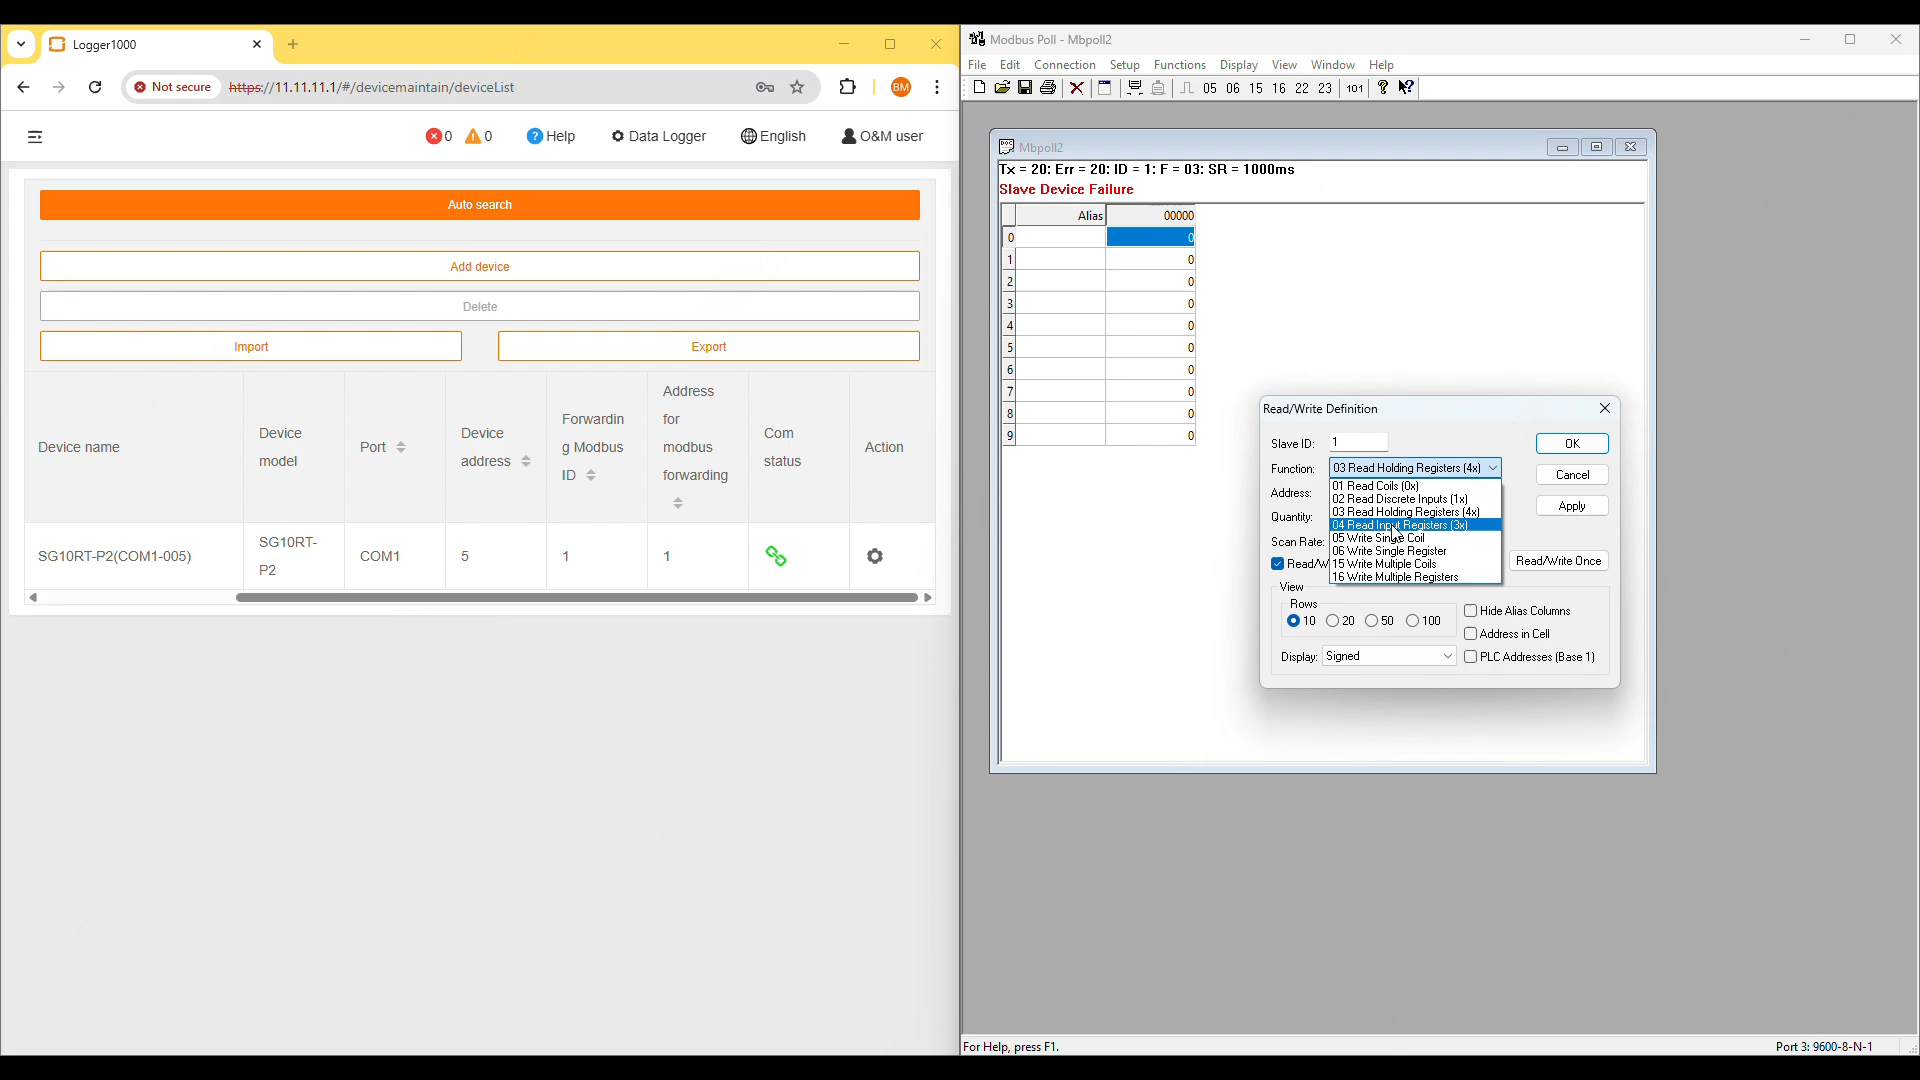 Logger1000
Not secure
https://11.11.11.1/#/devicemaintain/deviceList
BM
0
0
Help
Data Logger
English
O&M user
Auto search
Add device
Delete
Import
Export
Device name
Device
model
Port
Device
address
Forwardin
g Modbus
ID
Address
for
modbus
forwarding
Com
status
Action
SG10RT-P2(COM1-005)
SG10RT-
P2
COM1
5
1
1
Modbus Poll - Mbpoll2
File Edit Connection Setup Functions Display View Window Help
05 06 15 16 22 23 101
Mbpoll2
Tx = 20: Err = 20: ID = 1: F = 03: SR = 1000ms
Slave Device Failure
Alias 00000
0 0
1 0
2 0
3 0
4 0
5 0
6 0
7 0
8 0
9 0
Read/Write Definition
Slave ID: 1
OK
Function: 03 Read Holding Registers (4x)
Cancel
01 Read Coils (0x)
Address:
02 Read Discrete Inputs (1x)
03 Read Holding Registers (4x)
Apply
Quantity:
04 Read Input Registers (3x)
05 Write Single Coil
Scan Rate:
06 Write Single Register
Read/W
15 Write Multiple Coils
Read/Write Once
16 Write Multiple Registers
View
Rows
10 20 50 100
Hide Alias Columns
Address in Cell
Display: Signed
PLC Addresses (Base 1)
For Help, press F1.
Port 3: 9600-8-N-1